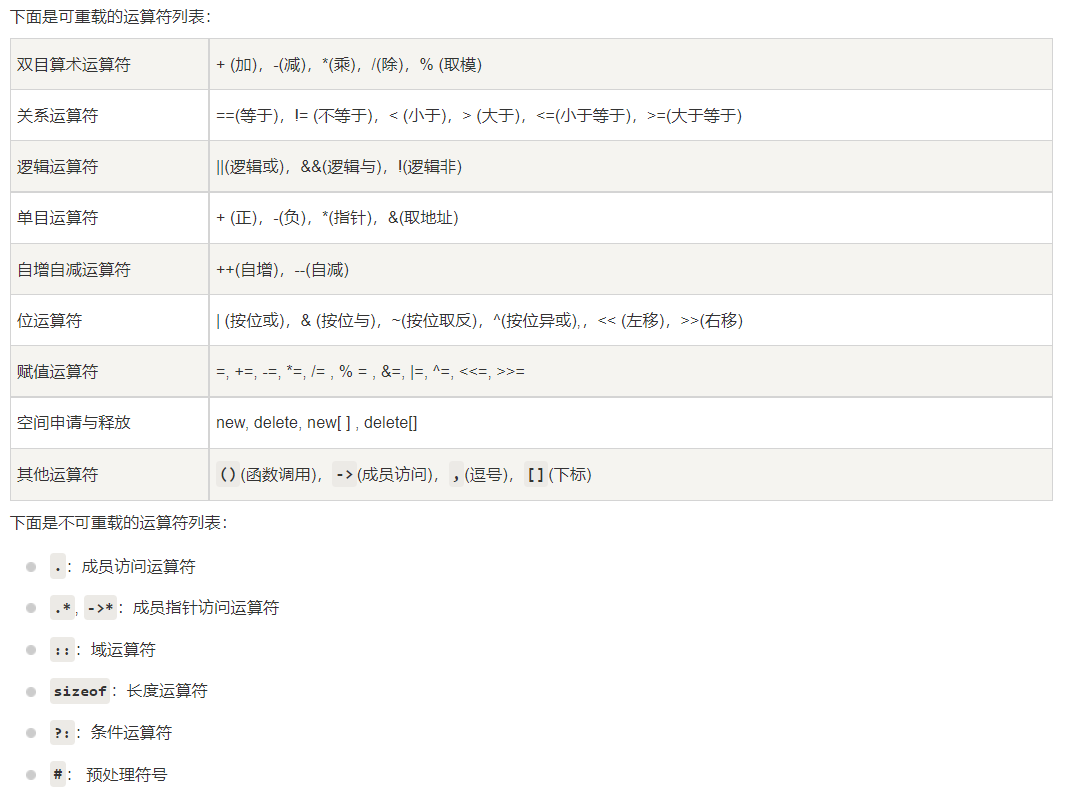 下面是可重载的运算符列表：
双目算术运算符 + (加)，-(减)，*(乘)，/(除)，% (取模)
关系运算符 ==(等于)，!= (不等于)，< (小于)，> (大于)，<=(小于等于)，>=(大于等于)
逻辑运算符 ||(逻辑或)，&&(逻辑与)，!(逻辑非)
单目运算符 + (正)，-(负)，*(指针)，&(取地址)
自增自减运算符 ++(自增)，--(自减)
位运算符 | (按位或)，& (按位与)，~(按位取反)，^(按位异或),，<< (左移)，>>(右移)
赋值运算符 =, +=, -=, *=, /= , % = , &=, |=, ^=, <<=, >>=
空间申请与释放 new, delete, new[ ] , delete[]
其他运算符 ()(函数调用)，->(成员访问)，,(逗号)，[](下标)
下面是不可重载的运算符列表：
.：成员访问运算符
.*, ->*：成员指针访问运算符
::：域运算符
sizeof：长度运算符
?:：条件运算符
#： 预处理符号